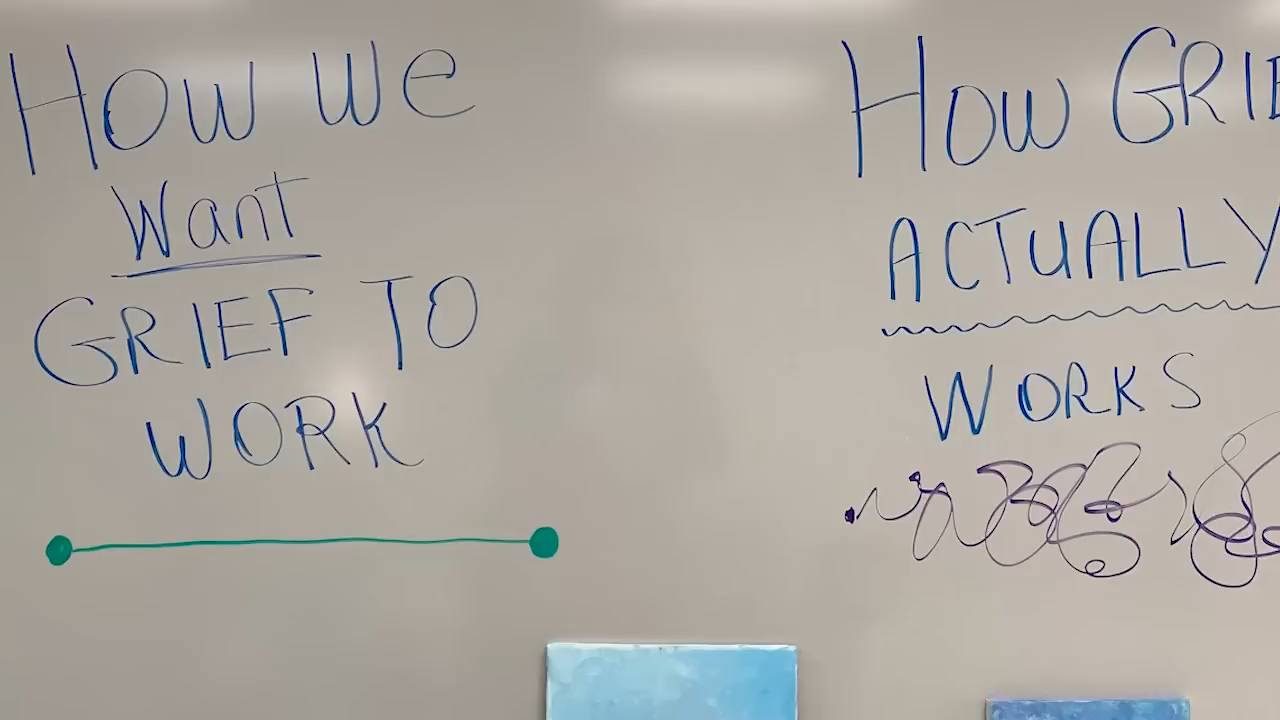 How We
Want
GRIEF TO
WORK
How GRIE
ACTUALLY
WORKS